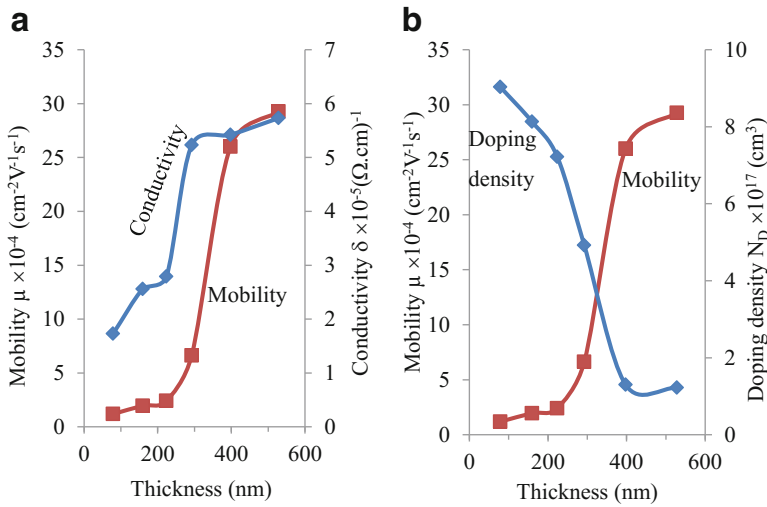 a
35
30
25
20
15
10
5
0
Mobility µ ×10-4 (cm-2V-1s-1)
7
6
5
4
3
2
1
0
Conductivity δ ×10-5(Ω.cm)-1
0 200 400 600
Thickness (nm)
Conductivity
Mobility
b
35
30
25
20
15
10
5
0
Mobility µ ×10-4 (cm-2V-1s-1)
10
8
6
4
2
0
Doping density ND ×1017 (cm3)
0 200 400 600
Thickness (nm)
Doping
density
Mobility